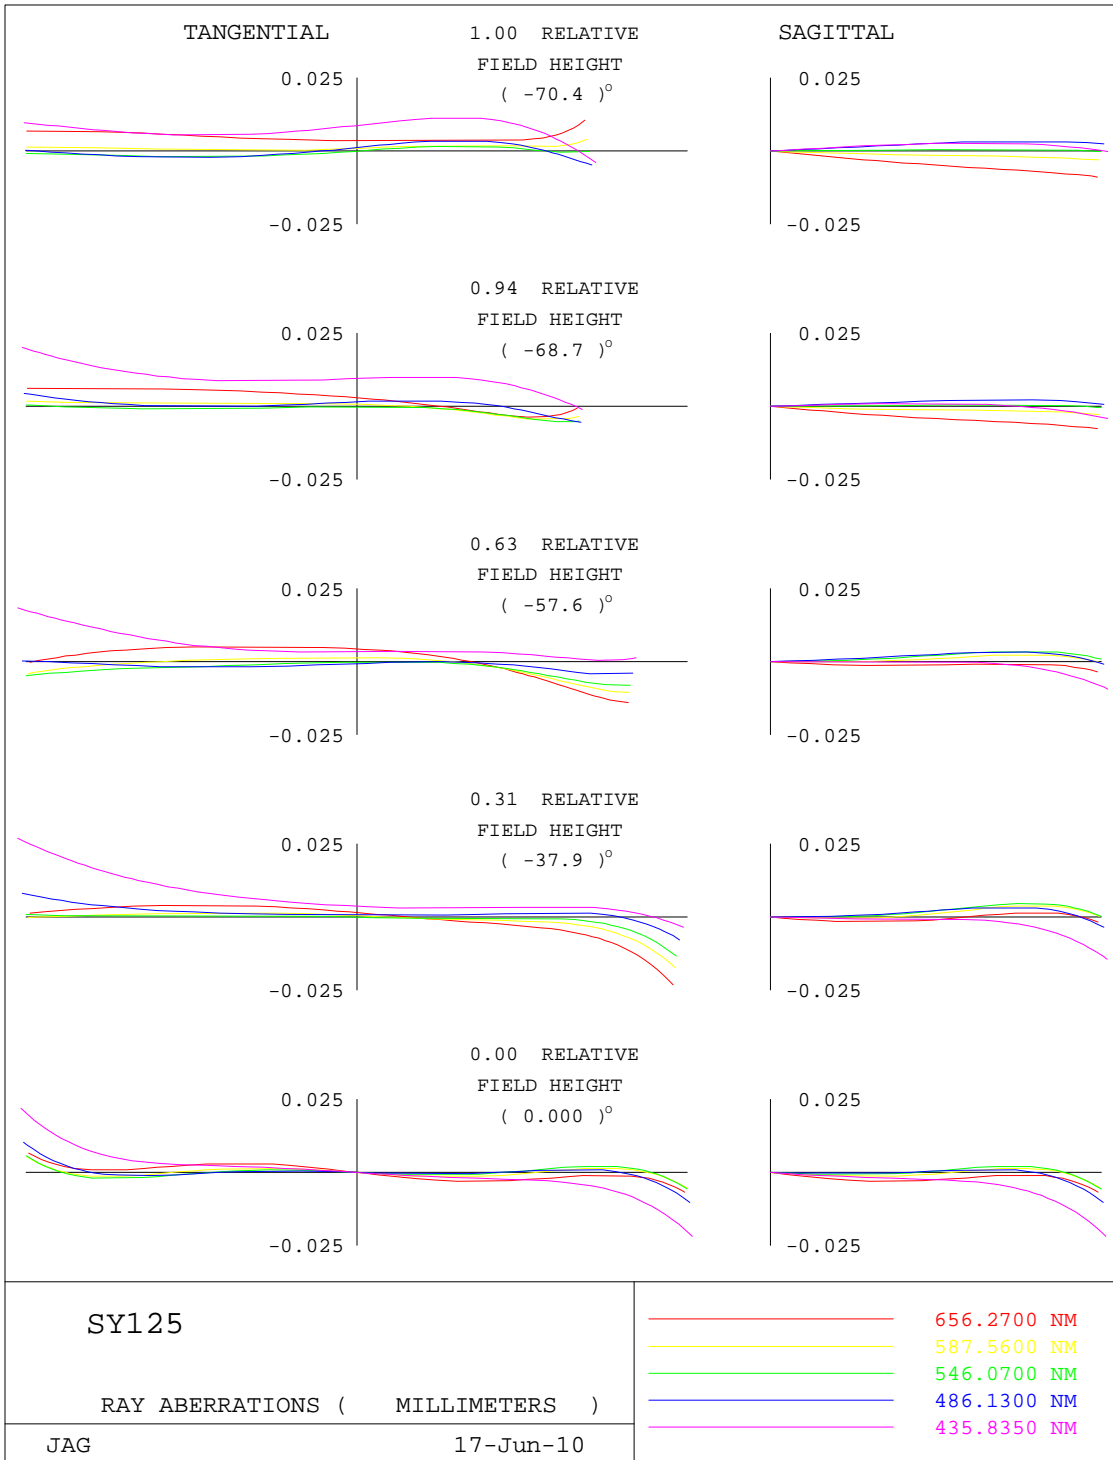 TANGENTIAL 1.00 RELATIVE SAGITTAL
FIELD HEIGHT
0.025 ( -70.4 )° 0.025
-0.025 -0.025
0.94 RELATIVE
FIELD HEIGHT
0.025 ( -68.7 )° 0.025
-0.025 -0.025
0.63 RELATIVE
FIELD HEIGHT
0.025 ( -57.6 )° 0.025
-0.025 -0.025
0.31 RELATIVE
FIELD HEIGHT
0.025 ( -37.9 )° 0.025
-0.025 -0.025
0.00 RELATIVE
FIELD HEIGHT
0.025 ( 0.000 )° 0.025
-0.025 -0.025
SY125
RAY ABERRATIONS ( MILLIMETERS )
JAG 17-Jun-10
656.2700 NM
587.5600 NM
546.0700 NM
486.1300 NM
435.8350 NM